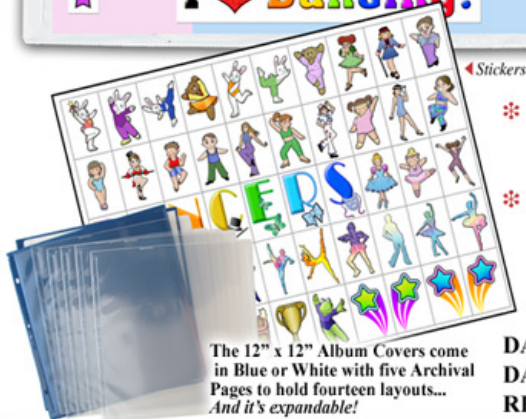 I Dancing!
Stickers
NCERS
The 12” x 12” Album Covers come
in Blue or White with five Archival
Pages to hold fourteen layouts...
And it's expandable!
DA
DA